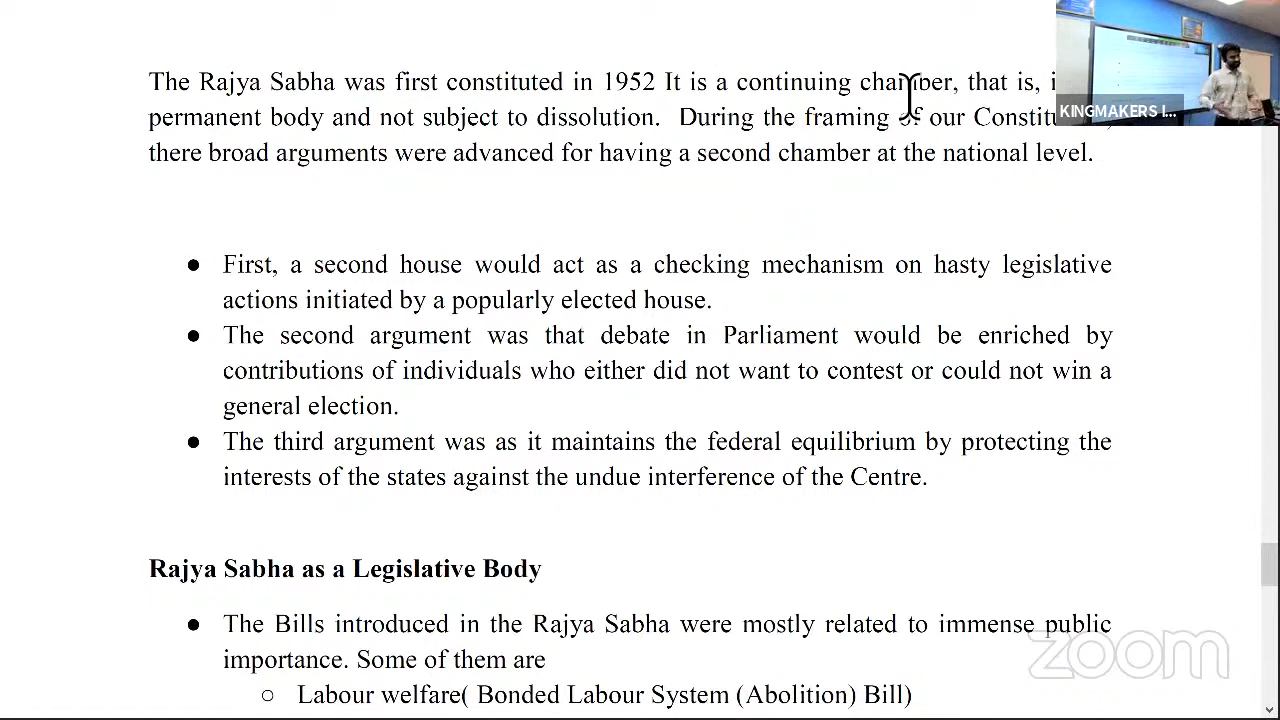 The Rajya Sabha was first constituted in 1952 It is a continuing chamber, that is,
permanent body and not subject to dissolution. During the framing of our
there broad arguments were advanced for having a second chamber at the national level.
● First, a second house would act as a checking mechanism on hasty legislative
actions initiated by a popularly elected house.
● The second argument was that debate in Parliament would be enriched by
contributions of individuals who either did not want to contest or could not win a
general election.
● The third argument was as it maintains the federal equilibrium by protecting the
interests of the states against the undue interference of the Centre.
Rajya Sabha as a Legislative Body
● The Bills introduced in the Rajya Sabha were mostly related to immense public
importance. Some of them are
○ Labour welfare( Bonded Labour System (Abolition) Bill)
KINGMAKERS I...
zoom